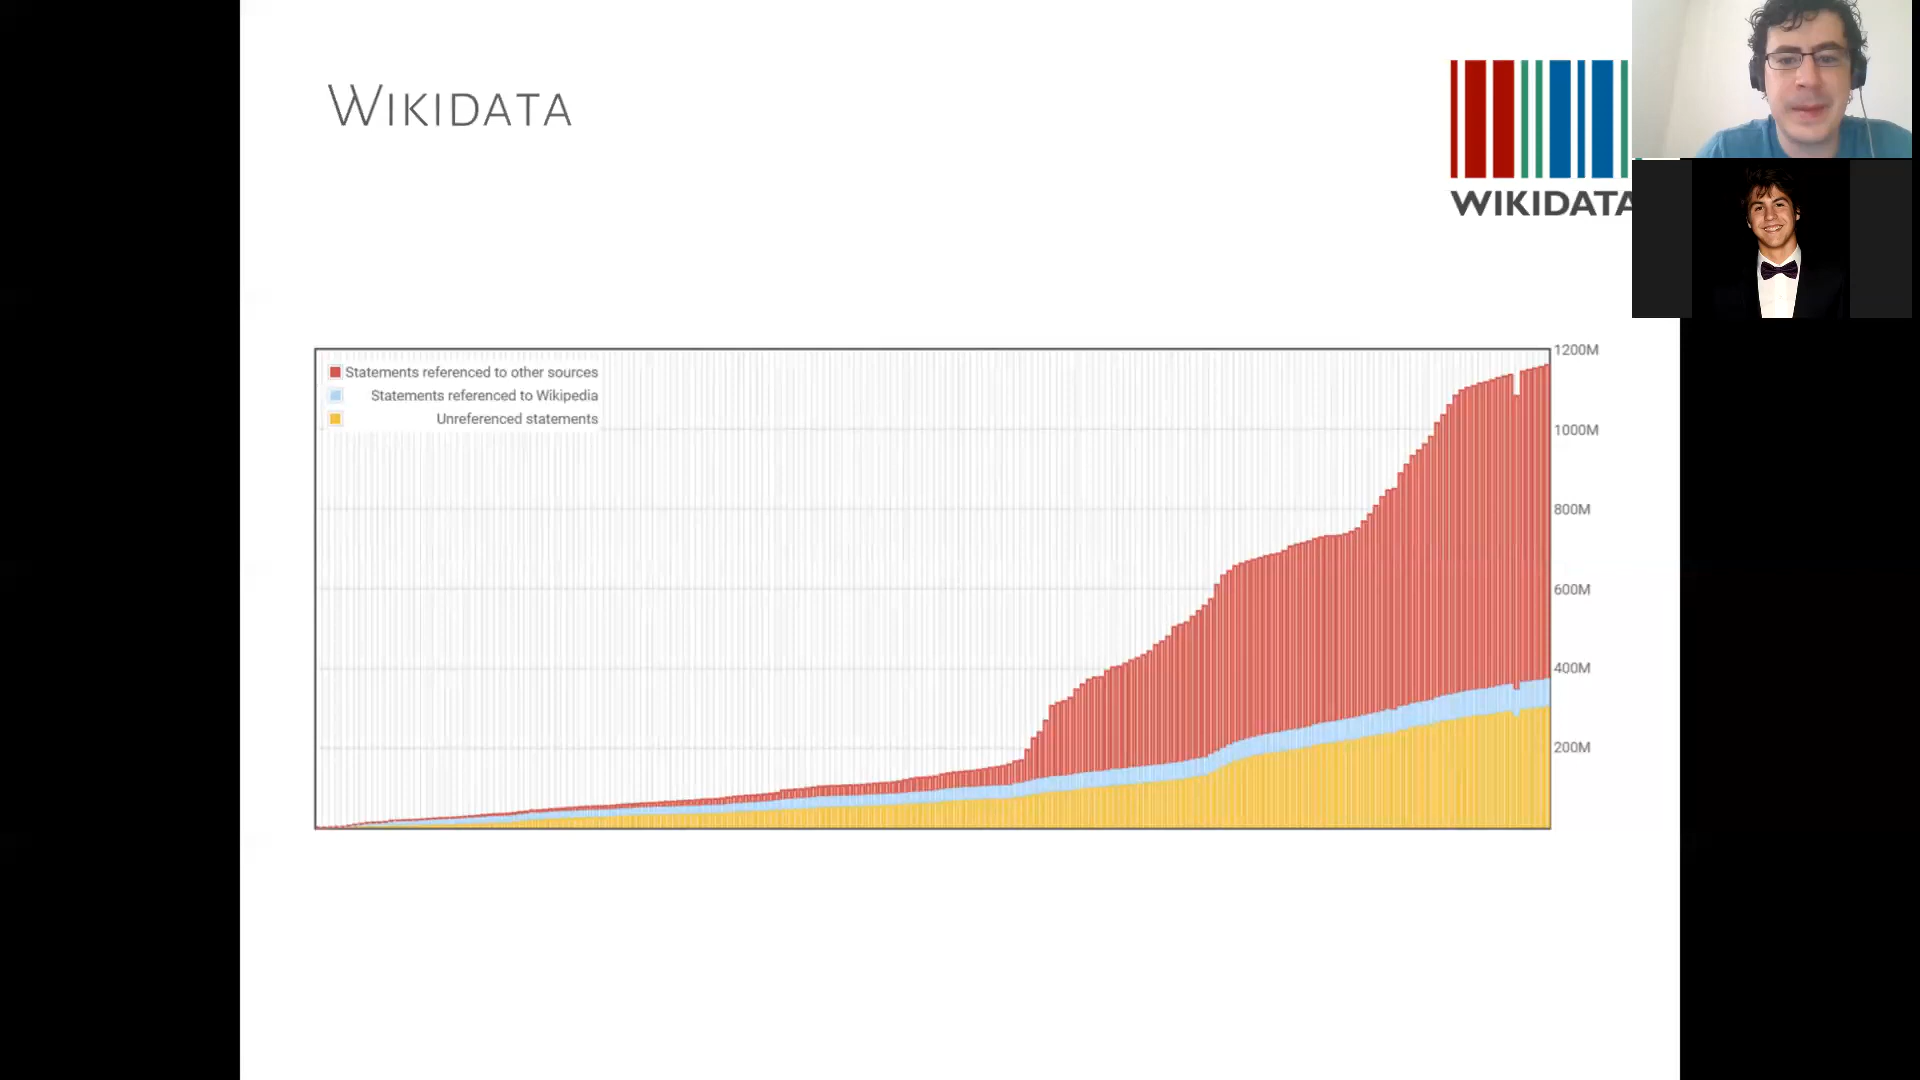 WIKIDATA
WIKIDATA
Statements referenced to other sources
Statements referenced to Wikipedia
Unreferenced statements
1200M
1000M
800M
600M
400M
200M